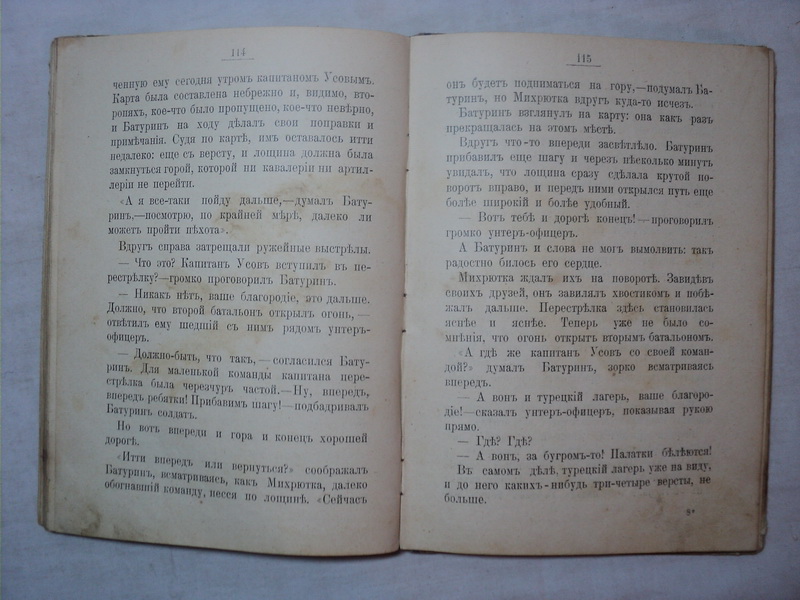 114
ченную ему сегодня утромъ капитаномъ Усовымъ.
Карта была составлена небрежно и, видимо, вто-
ропяхъ, кое-что было пропущено, кое-что невѣрно,
и Батуринъ на ходу дѣлалъ свои поправки и
примѣчанія. Судя по картѣ, имъ оставалось итти
недалеко: еще съ версту, и лощина должна была
замкнуться горой, которой ни кавалеріи ни артил-
леріи не перейти.
«А я все-таки пойду дальше,—думалъ Бату-
ринъ,—посмотрю, по крайней мѣрѣ, далеко ли
можетъ пройти пѣхота».
Вдругъ справа затрещали ружейные выстрѣлы.
— Что это? Капитанъ Усовъ вступилъ въ пе-
рестрѣлку?—громко проговорилъ Батуринъ.
— Никакъ нѣтъ, ваше благородіе, это дальше.
Должно, что второй батальонъ открылъ огонь, —
отвѣтилъ ему шедшій съ нимъ рядомъ унтеръ-
офицеръ.
— Должно-быть, что такъ, — согласился Бату-
ринъ. Для маленькой команды капитана пере-
стрѣлка была черезчуръ частой.—Ну, впередъ,
впередъ ребятки! Прибавимъ шагу!—подбадривалъ
Батуринъ солдатъ.
Но вотъ впереди и гора и конецъ хорошей
дорогѣ.
«Итти впередъ или вернуться?» соображалъ
Батуринъ, всматриваясь, какъ Михрютка, далеко
обогнавшій команду, несся по лощинѣ. «Сейчасъ
115
онъ будетъ подниматься на гору,—подумалъ Ба-
туринъ, но Михрютка вдругъ куда-то исчезъ.
Батуринъ взглянулъ на карту: она какъ разъ
прекращалась на этомъ мѣстѣ.
Вдругъ что-то впереди засвѣтлѣло. Батуринъ
прибавилъ еще шагу и черезъ нѣсколько минутъ
увидалъ, что лощина сразу сдѣлала крутой по-
воротъ вправо, и передъ ними открылся путь еще
болѣе широкій и болѣе удобный.
— Вотъ тебѣ и дорогѣ конецъ!—проговорилъ
громко унтеръ-офицеръ.
А Батуринъ и слова не могъ вымолвить: такъ
радостно билось его сердце.
Михрютка ждалъ ихъ на поворотѣ. Завидѣвъ
своихъ друзей, онъ завилялъ хвостикомъ и побѣ-
жалъ дальше. Перестрѣлка здѣсь становилась
яснѣе и яснѣе. Теперь уже не было со-
мнѣнія, что огонь открытъ вторымъ батальономъ.
«А гдѣ же капитанъ Усовъ со своей коман-
дой?» думалъ Батуринъ, зорко всматриваясь
впередъ.
— А вонъ и турецкій лагерь, ваше благоро-
діе!—сказалъ унтеръ-офицеръ, показывая рукою
прямо.
— Гдѣ? Гдѣ?
— А вонъ, за бугромъ-то! Палатки бѣлѣются!
Въ самомъ дѣлѣ, турецкій лагерь уже на виду,
и до него какихъ-нибудь три-четыре версты, не
больше.
8*